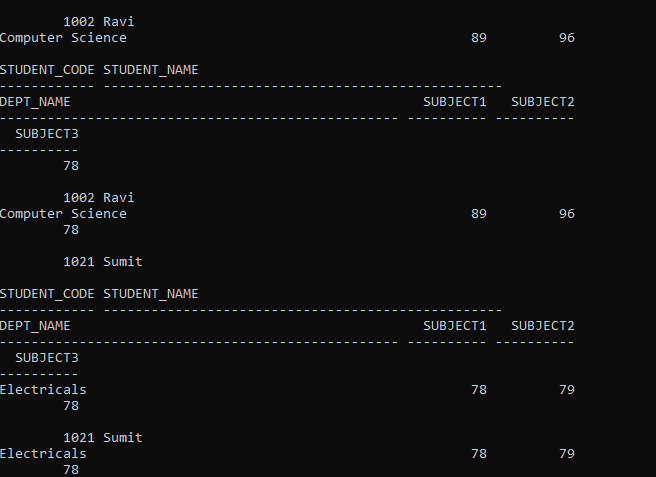 1002 Ravi
Computer Science 89 96
STUDENT_CODE STUDENT_NAME
------------ --------------------------------------------------
DEPT_NAME SUBJECT1 SUBJECT2
-------------------------------------------------- ---------- ----------
SUBJECT3
----------
78
1002 Ravi
Computer Science 89 96
78
1021 Sumit
STUDENT_CODE STUDENT_NAME
------------ --------------------------------------------------
DEPT_NAME SUBJECT1 SUBJECT2
-------------------------------------------------- ---------- ----------
SUBJECT3
----------
Electricals 78 79
78
1021 Sumit
Electricals 78 79
78